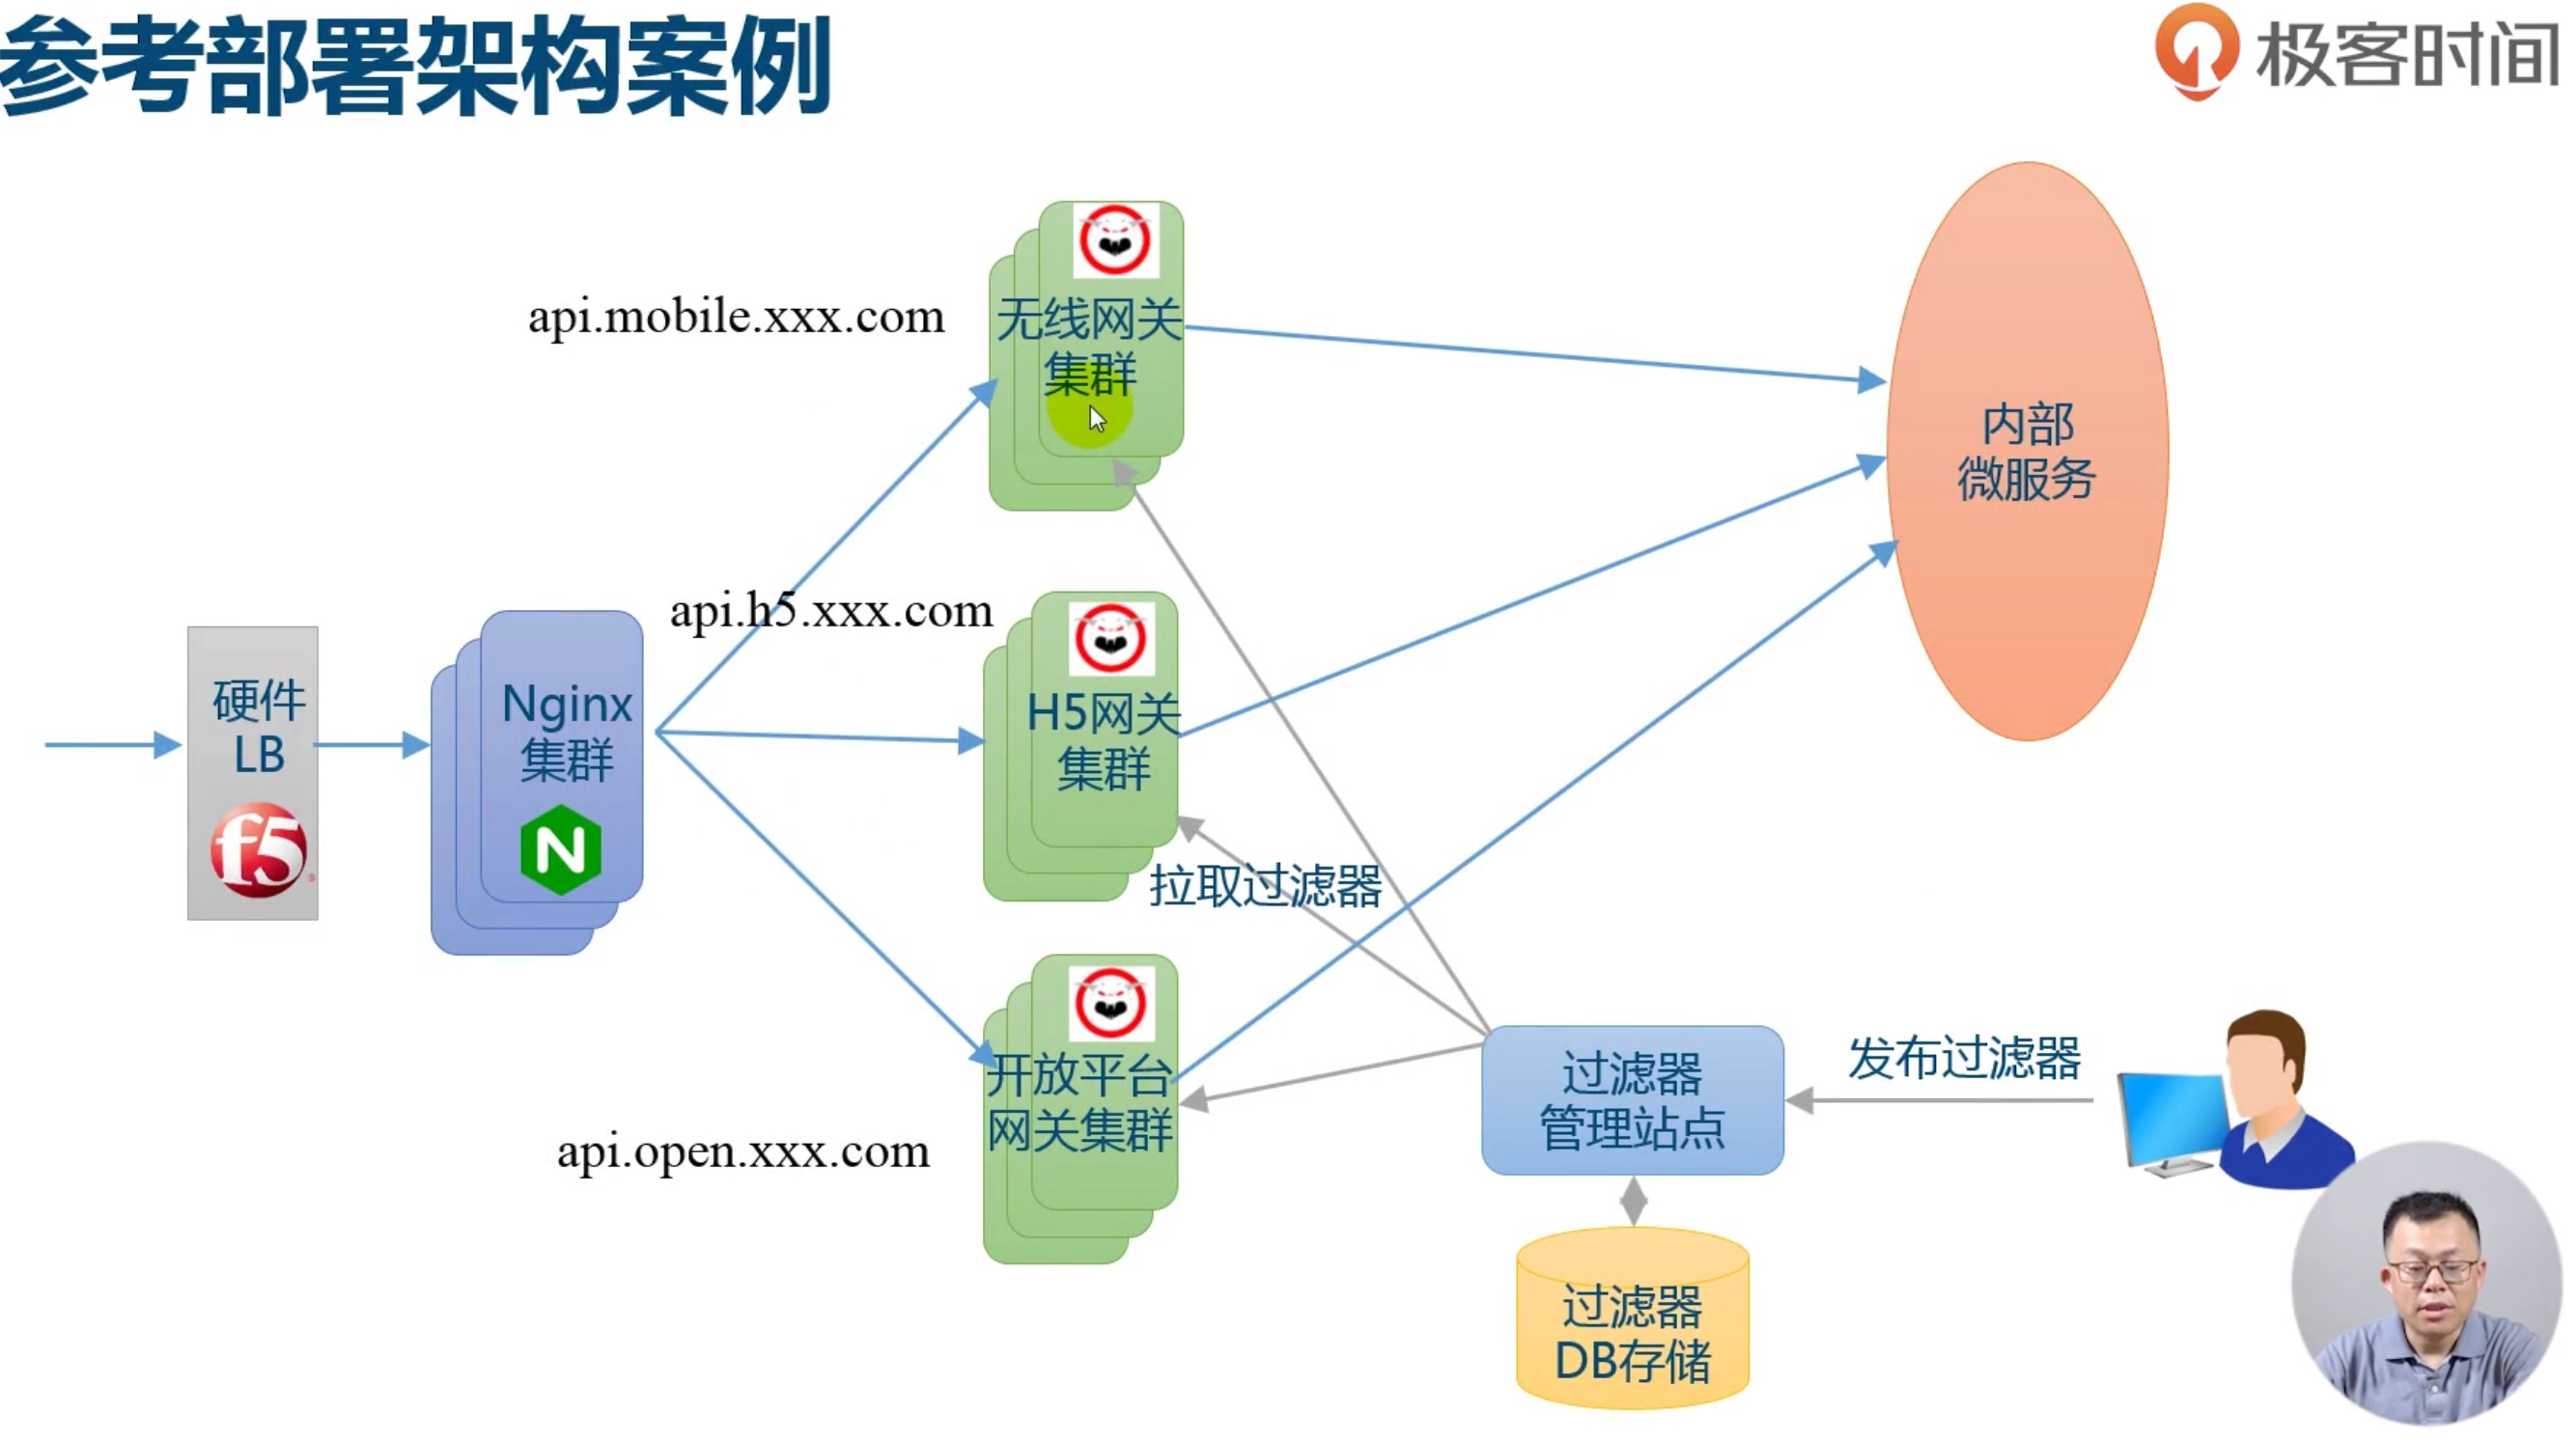 参考部署架构案例
极客时间
api.mobile.xxx.com
无线网关
集群
内部
微服务
api.h5.xxx.com
硬件
LB
f5
Nginx
集群
N
H5网关
集群
拉取过滤器
开放平台
网关集群
api.open.xxx.com
过滤器
管理站点
发布过滤器
过滤器
DB存储